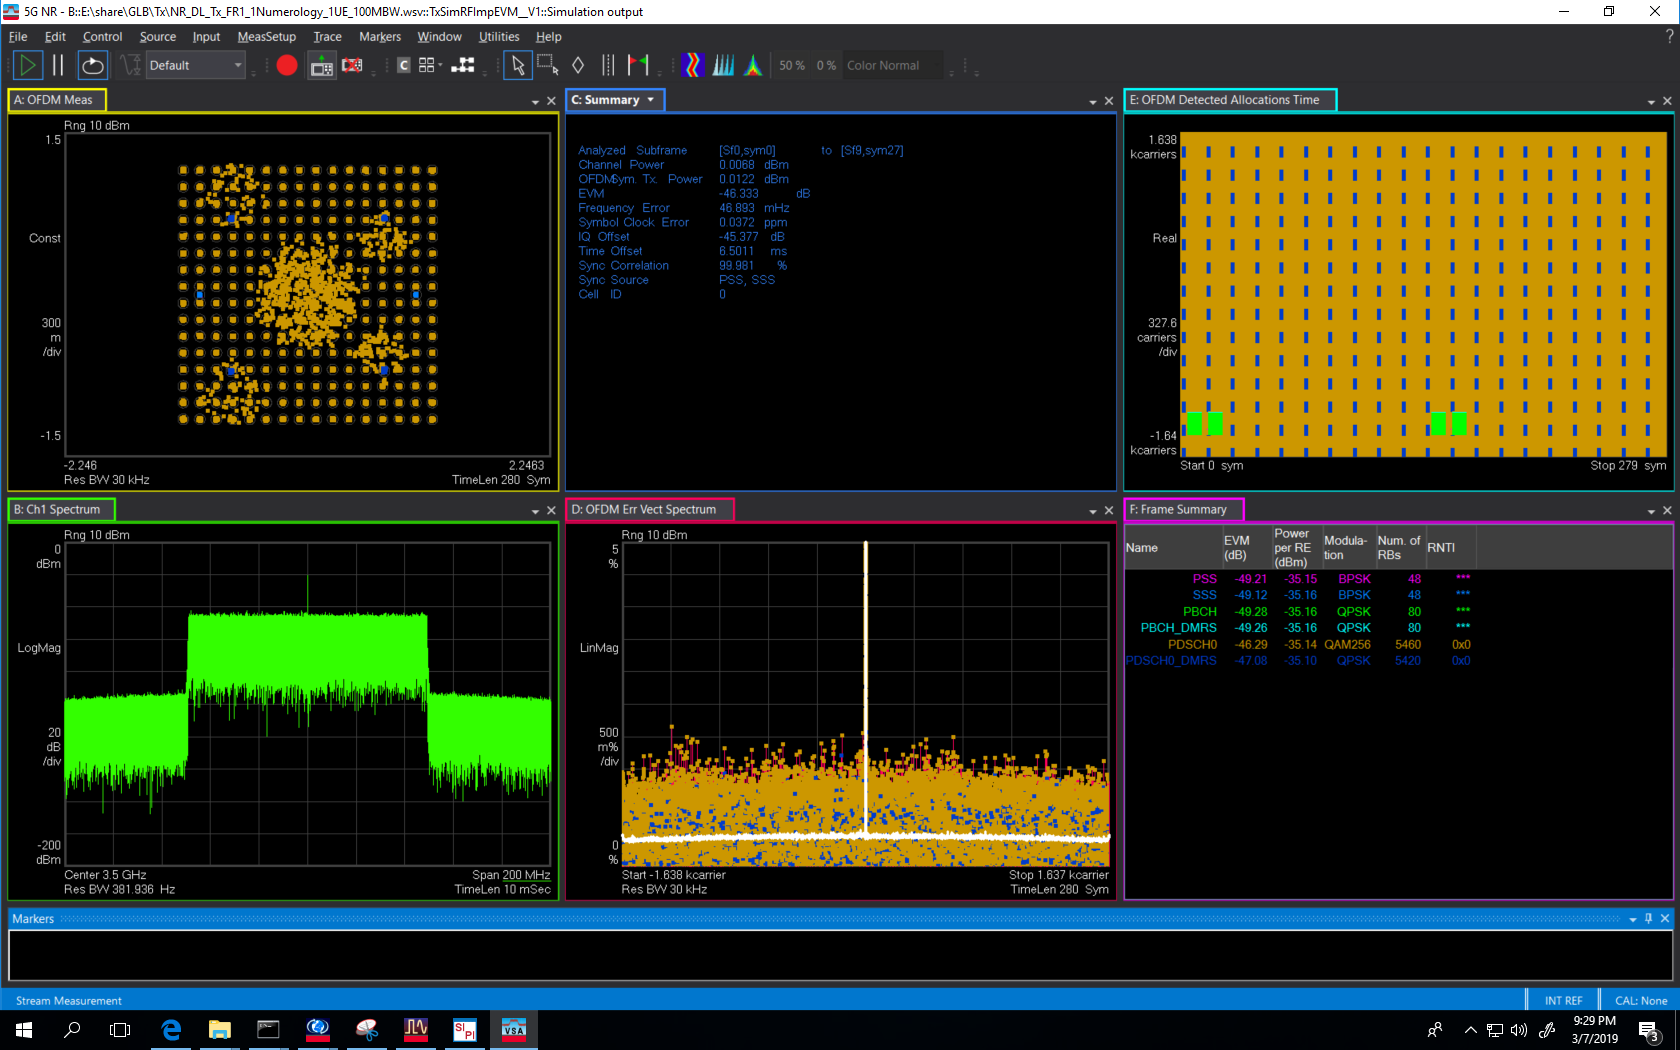 5G NR - B::E:\share\GLB\Tx\NR_DL_Tx_FR1_1Numerology_1UE_100MBW.wsv::TxSimRFImpEVM__V1::Simulation output
File Edit Control Source Input MeasSetup Trace Markers Window Utilities Help ?
Default C 50 % 0 % Color Normal
A: OFDM Meas
Rng 10 dBm
1.5
Const
300
m
/div
-1.5
-2.246 2.2463
Res BW 30 kHz TimeLen 280 Sym
C: Summary
Analyzed Subframe [Sf0,sym0] to [Sf9,sym27]
Channel Power 0.0068 dBm
OFDMSym. Tx. Power 0.0122 dBm
EVM -46.333 dB
Frequency Error 46.893 mHz
Symbol Clock Error 0.0372 ppm
IQ Offset -45.377 dB
Time Offset 6.5011 ms
Sync Correlation 99.981 %
Sync Source PSS, SSS
Cell ID 0
E: OFDM Detected Allocations Time
1.638
kcarriers
Real
327.6
carriers
/div
-1.64
kcarriers
Start 0 sym Stop 279 sym
B: Ch1 Spectrum
Rng 10 dBm
0
dBm
LogMag
20
dB
/div
-200
dBm
Center 3.5 GHz Span 200 MHz
Res BW 381.936 Hz TimeLen 10 mSec
D: OFDM Err Vect Spectrum
Rng 10 dBm
5
%
LinMag
500
m%
/div
0
%
Start -1.638 kcarrier Stop 1.637 kcarrier
Res BW 30 kHz TimeLen 280 Sym
F: Frame Summary
Name EVM (dB) Power per RE (dBm) Modula-tion Num. of RBs RNTI
PSS -49.21 -35.15 BPSK 48 ***
SSS -49.12 -35.16 BPSK 48 ***
PBCH -49.28 -35.16 QPSK 80 ***
PBCH_DMRS -49.26 -35.16 QPSK 80 ***
PDSCH0 -46.29 -35.14 QAM256 5460 0x0
PDSCH0_DMRS -47.08 -35.10 QPSK 5420 0x0
Markers
Stream Measurement INT REF CAL: None
SI PI VSA
9:29 PM
3/7/2019
3